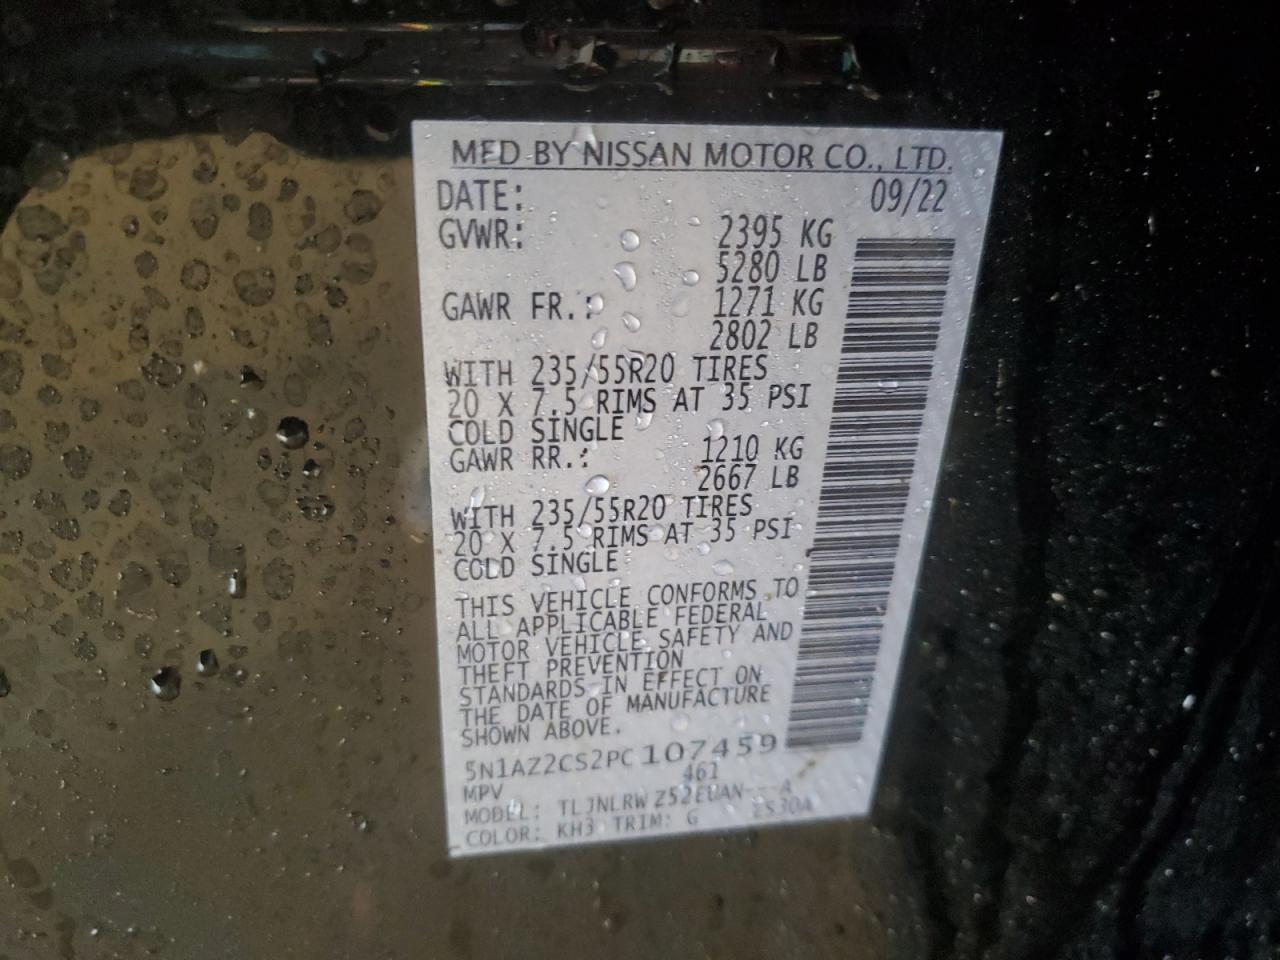 MFD BY NISSAN MOTOR CO., LTD.
DATE: 09/22
GVWR: 2395 KG
5280 LB
GAWR FR.: 1271 KG
2802 LB
WITH 235/55R20 TIRES
20 X 7.5 RIMS AT 35 PSI
COLD SINGLE
GAWR RR.: 1210 KG
2667 LB
WITH 235/55R20 TIRES
20 X 7.5 RIMS AT 35 PSI
COLD SINGLE
THIS VEHICLE CONFORMS TO
ALL APPLICABLE FEDERAL
MOTOR VEHICLE SAFETY AND
THEFT PREVENTION
STANDARDS IN EFFECT ON
THE DATE OF MANUFACTURE
SHOWN ABOVE.
5N1AZ2CS2PC107459
MPV 461
MODEL: TLJNLRW Z52EUAN---A
COLOR: KH3 TRIM: G ES30A